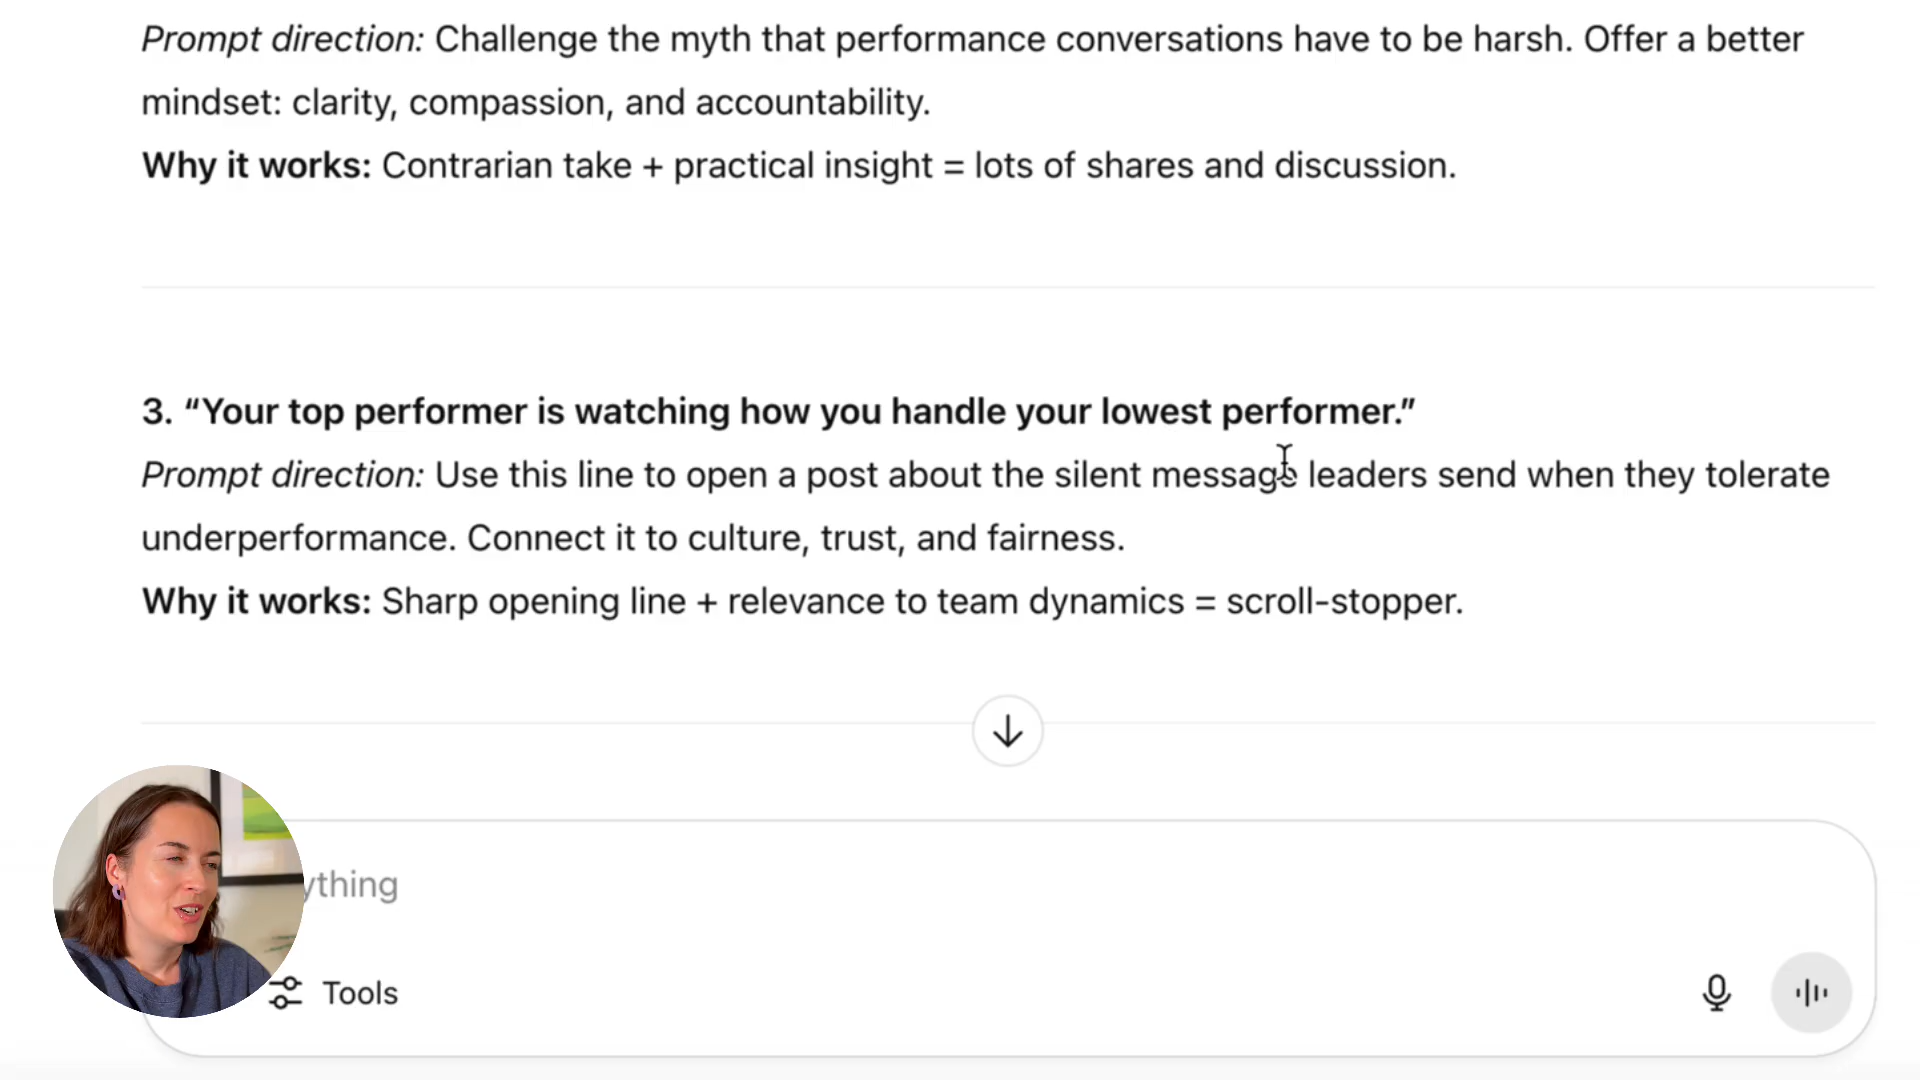 Prompt direction: Challenge the myth that performance conversations have to be harsh. Offer a better
mindset: clarity, compassion, and accountability.
Why it works: Contrarian take + practical insight = lots of shares and discussion.
3. “Your top performer is watching how you handle your lowest performer.”
Prompt direction: Use this line to open a post about the silent message leaders send when they tolerate
underperformance. Connect it to culture, trust, and fairness.
Why it works: Sharp opening line + relevance to team dynamics = scroll-stopper.
ything
Tools